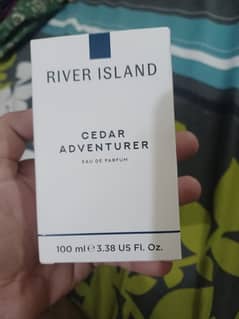 RIVER ISLAND
CEDAR
ADVENTURER
EAU DE PARFUM
100 ml ℮ 3.38 US Fl. Oz.